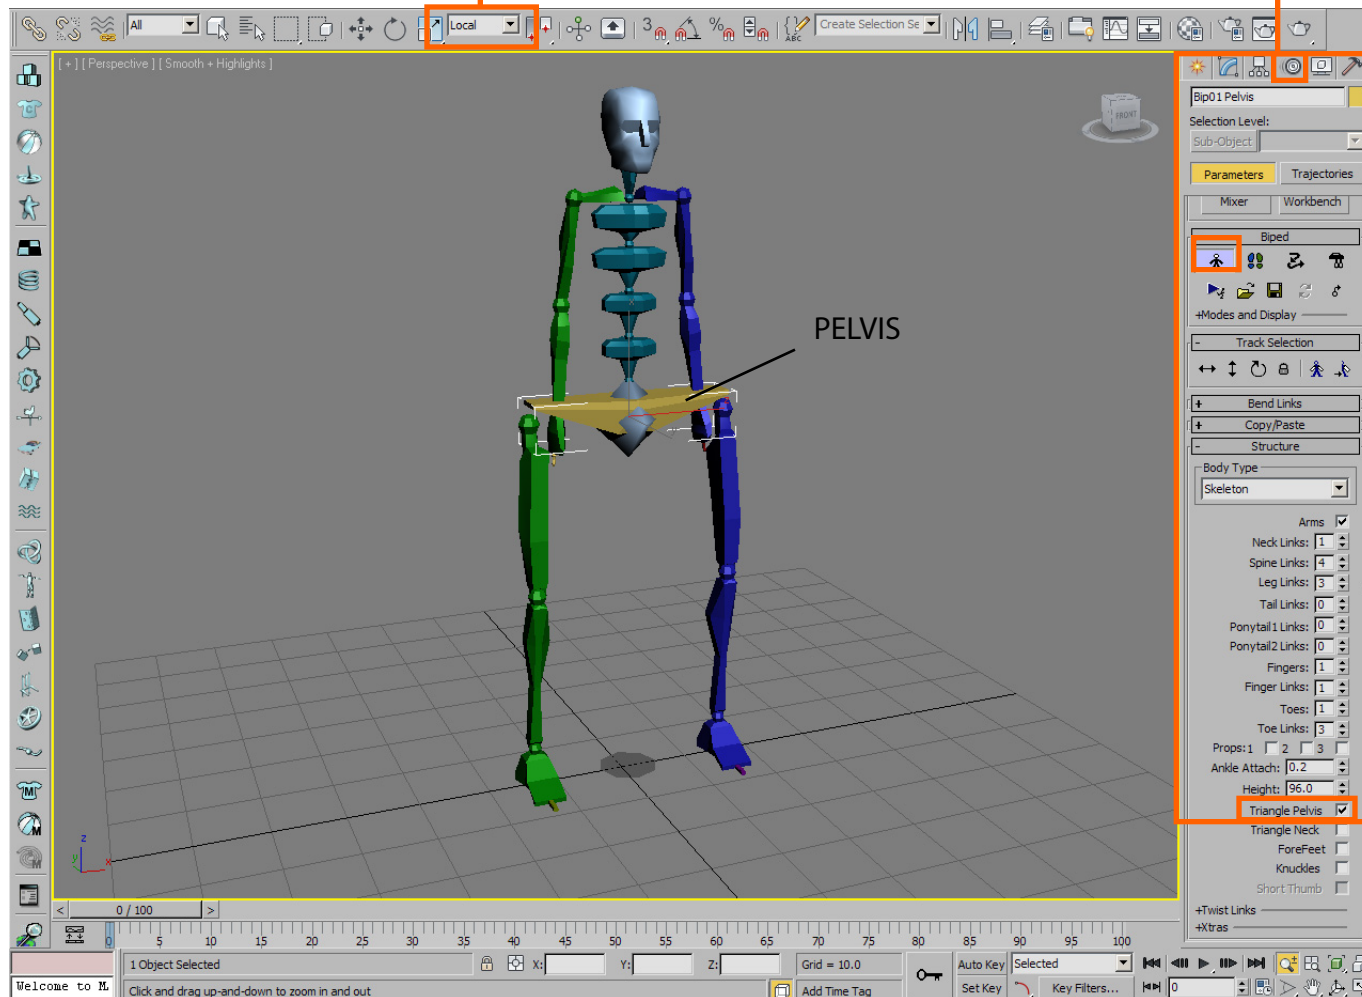 All
Local
3
%
ABC
Create Selection Se
[ + ] [ Perspective ] [ Smooth + Highlights ]
FRONT
PELVIS
z
y
x
Bip01 Pelvis
Selection Level:
Sub-Object
Parameters Trajectories
Mixer Workbench
Biped
+Modes and Display
- Track Selection
+ Bend Links
+ Copy/Paste
- Structure
Body Type
Skeleton
Arms
Neck Links: 1
Spine Links: 4
Leg Links: 3
Tail Links: 0
Ponytail1 Links: 0
Ponytail2 Links: 0
Fingers: 1
Finger Links: 1
Toes: 1
Toe Links: 3
Props: 1 2 3
Ankle Attach: 0.2
Height: 96.0
Triangle Pelvis
Triangle Neck
ForeFeet
Knuckles
Short Thumb
+Twist Links
+Xtras
< 0 / 100 >
0 5 10 15 20 25 30 35 40 45 50 55 60 65 70 75 80 85 90 95 100
1 Object Selected X: Y: Z: Grid = 10.0 Auto Key Selected
Welcome to M Click and drag up-and-down to zoom in and out Add Time Tag Set Key Key Filters... 0